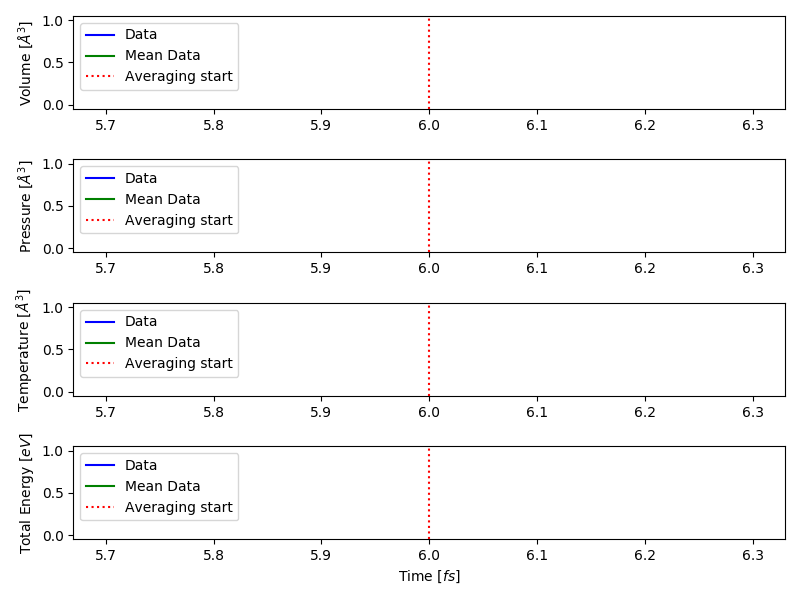 Volume [Å³]
1.0
0.5
0.0
Data
Mean Data
Averaging start
5.7 5.8 5.9 6.0 6.1 6.2 6.3
Pressure [Å³]
1.0
0.5
0.0
Data
Mean Data
Averaging start
5.7 5.8 5.9 6.0 6.1 6.2 6.3
Temperature [Å³]
1.0
0.5
0.0
Data
Mean Data
Averaging start
5.7 5.8 5.9 6.0 6.1 6.2 6.3
Total Energy [eV]
1.0
0.5
0.0
Data
Mean Data
Averaging start
5.7 5.8 5.9 6.0 6.1 6.2 6.3
Time [fs]